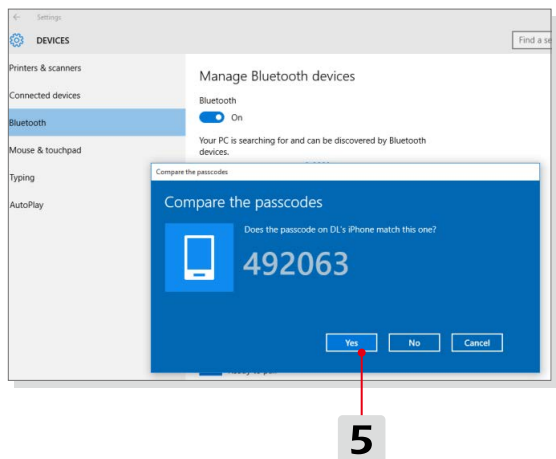 Settings
DEVICES
Find a se
Printers & scanners
Connected devices
Bluetooth
Mouse & touchpad
Typing
AutoPlay
Manage Bluetooth devices
Bluetooth
On
Your PC is searching for and can be discovered by Bluetooth
devices.
Compare the passcodes
Compare the passcodes
Does the passcode on DL's iPhone match this one?
492063
Yes
No
Cancel
5